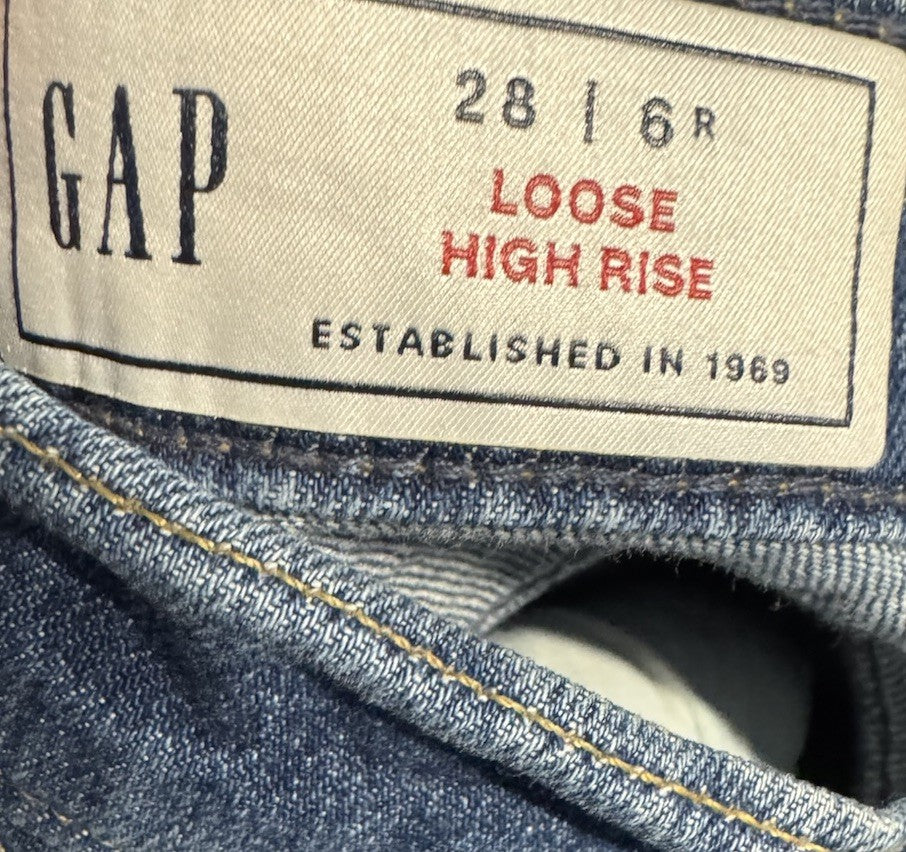 GAP
28 | 6R
LOOSE
HIGH RISE
ESTABLISHED IN 1969